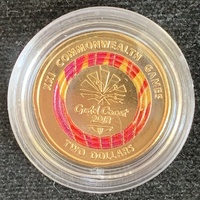 XXI COMMONWEALTH GAMES
Gold Coast
2018
TWO DOLLARS